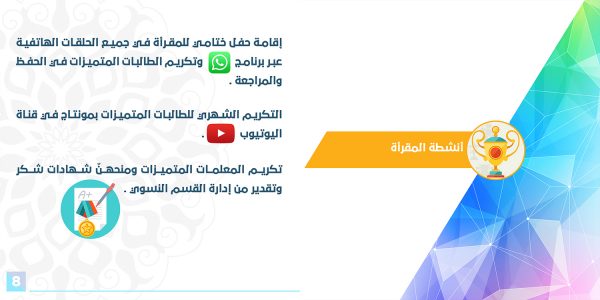 أنشطة المقرأة
إقامة حفل ختامي للمقرأة في جميع الحلقات الهاتفية
عبر برنامج وتكريم الطالبات المتميزات في الحفظ
والمراجعة .
التكريم الشهري للطالبات المتميزات بمونتاج في قناة
اليوتيوب .
تكريم المعلمات المتميزات ومنحهنّ شهادات شكر
وتقدير من إدارة القسم النسوي .
A+
8